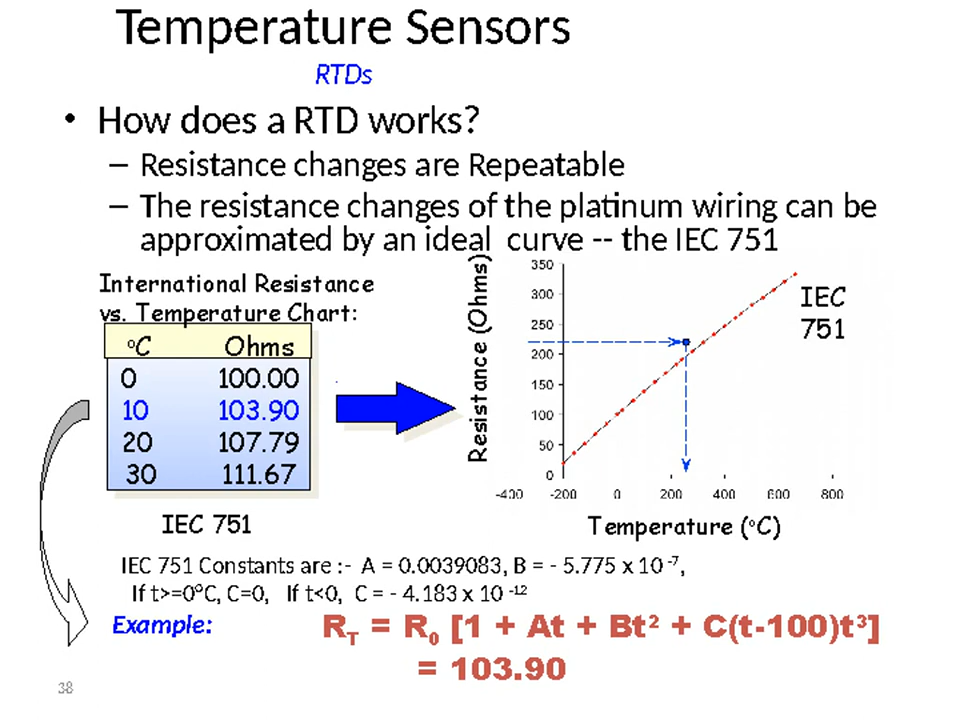 Temperature Sensors
RTDs
• How does a RTD works?
– Resistance changes are Repeatable
– The resistance changes of the platinum wiring can be
approximated by an ideal curve -- the IEC 751
International Resistance
vs. Temperature Chart:
°C Ohms
0 100.00
10 103.90
20 107.79
30 111.67
IEC 751
Resistance (Ohms)
350
300
250
200
150
100
50
0
-400 -200 0 200 400 600 800
Temperature (°C)
IEC
751
IEC 751 Constants are :- A = 0.0039083, B = - 5.775 x 10 ⁻⁷,
If t>=0°C, C=0, If t<0, C = - 4.183 x 10 ⁻¹²
Example:
R_T = R₀ [1 + At + Bt² + C(t-100)t³]
= 103.90
38